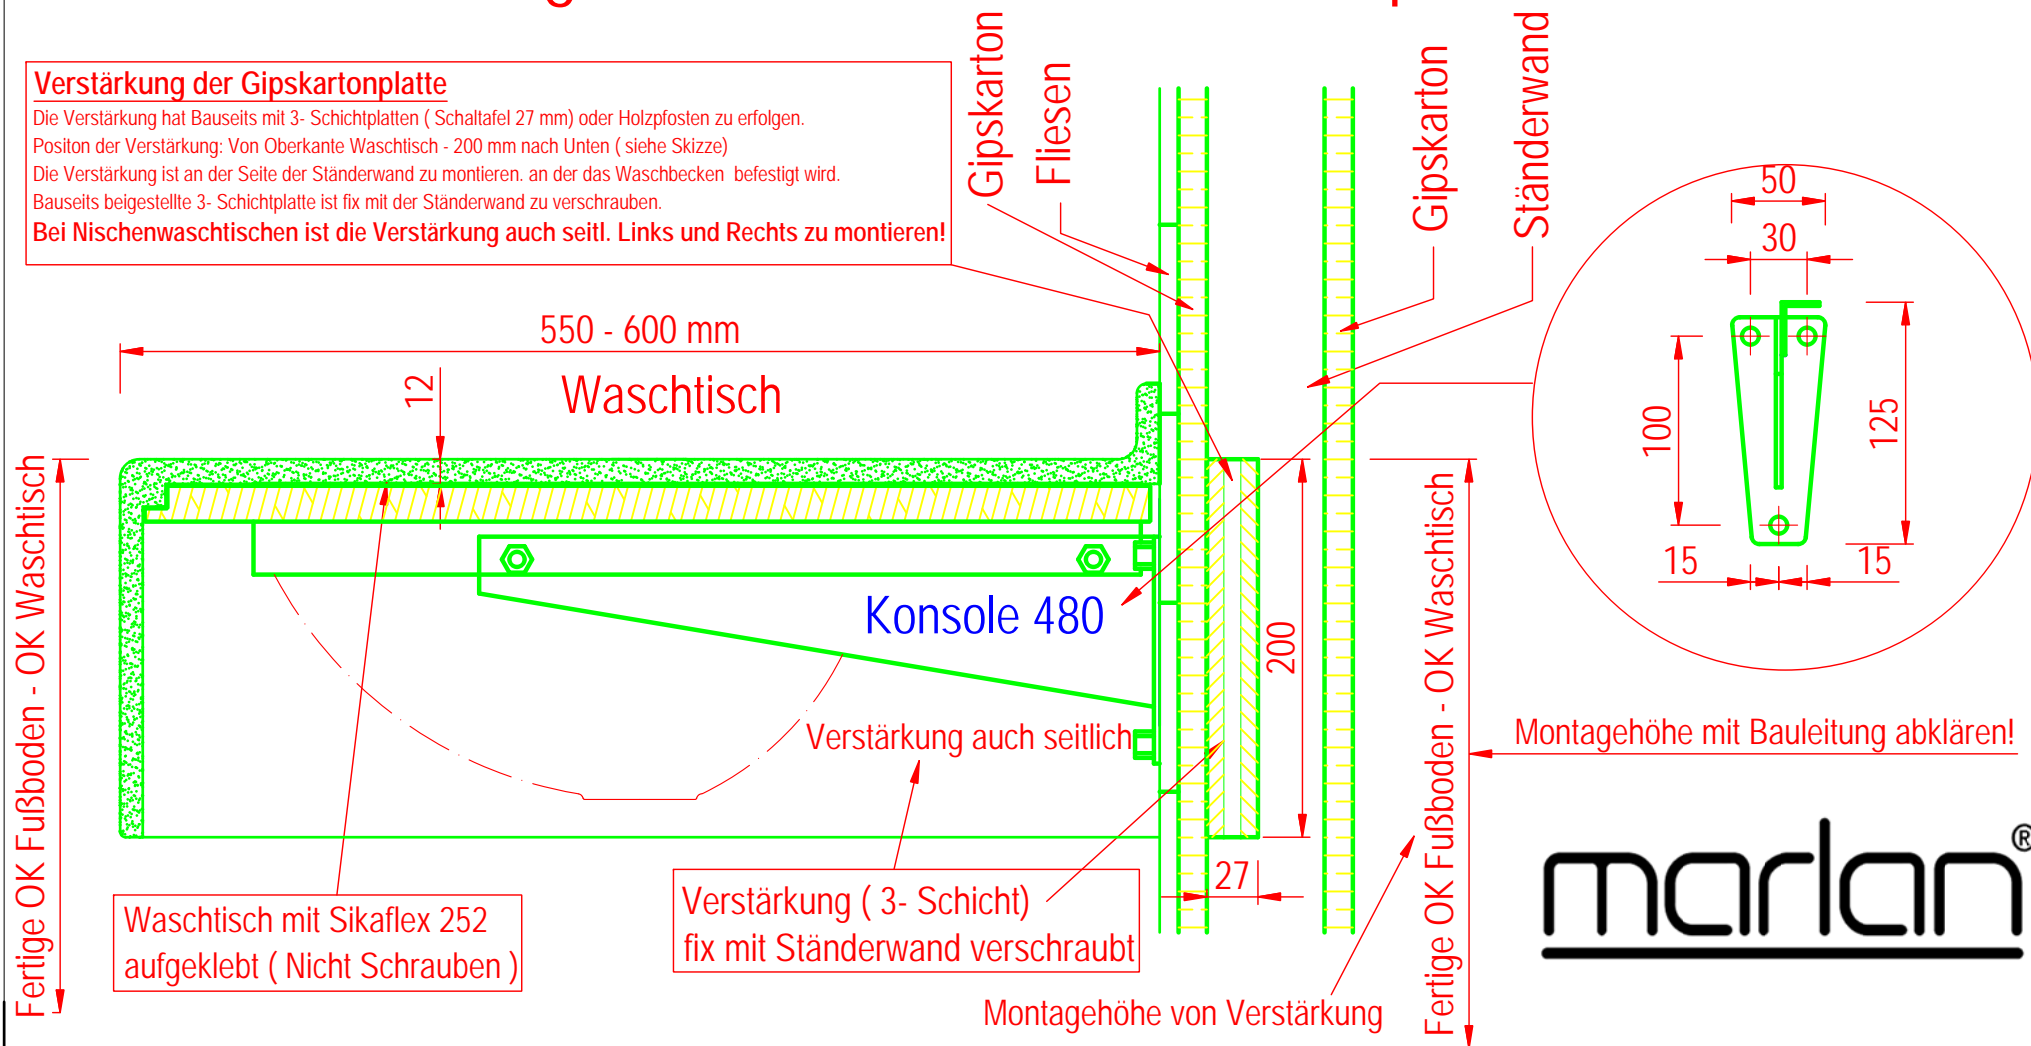 Verstärkung der Gipskartonplatte
Die Verstärkung hat Bauseits mit 3- Schichtplatten ( Schaltafel 27 mm) oder Holzpfosten zu erfolgen.
Positon der Verstärkung: Von Oberkante Waschtisch - 200 mm nach Unten ( siehe Skizze)
Die Verstärkung ist an der Seite der Ständerwand zu montieren. an der das Waschbecken befestigt wird.
Bauseits beigestellte 3- Schichtplatte ist fix mit der Ständerwand zu verschrauben.
Bei Nischenwaschtischen ist die Verstärkung auch seitl. Links und Rechts zu montieren!
Gipskarton
Fliesen
Gipskarton
Ständerwand
50
30
100
125
15
15
550 - 600 mm
12
Waschtisch
Fertige OK Fußboden - OK Waschtisch
Konsole 480
200
Fertige OK Fußboden - OK Waschtisch
Verstärkung auch seitlich
Montagehöhe mit Bauleitung abklären!
27
Waschtisch mit Sikaflex 252
aufgeklebt ( Nicht Schrauben )
Verstärkung ( 3- Schicht)
fix mit Ständerwand verschraubt
Montagehöhe von Verstärkung
marlan®